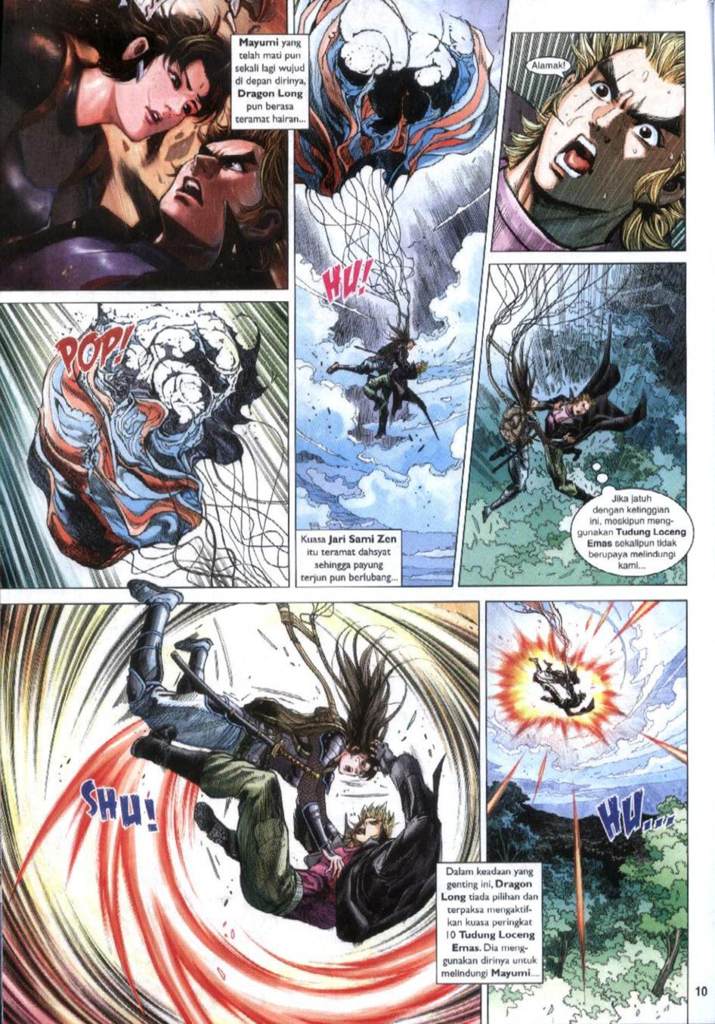 Mayumi yang
telah mati pun
sekali lagi wujud
di depan dirinya,
Dragon Long
pun berasa
teramat hairan...
Alamak!
HU!
POP!
Kuasa Jari Sami Zen
itu teramat dahsyat
sehingga payung
terjun pun berlubang...
Jika jatuh
dengan ketinggian
ini, meskipun meng-
gunakan Tudung Loceng
Emas sekalipun tidak
berupaya melindungi
kami...
SHU!
HU...
Dalam keadaan yang
genting ini, Dragon
Long tiada pilihan dan
terpaksa mengaktif-
kan kuasa peringkat
10 Tudung Loceng
Emas. Dia meng-
gunakan dirinya untuk
melindungi Mayumi...
10